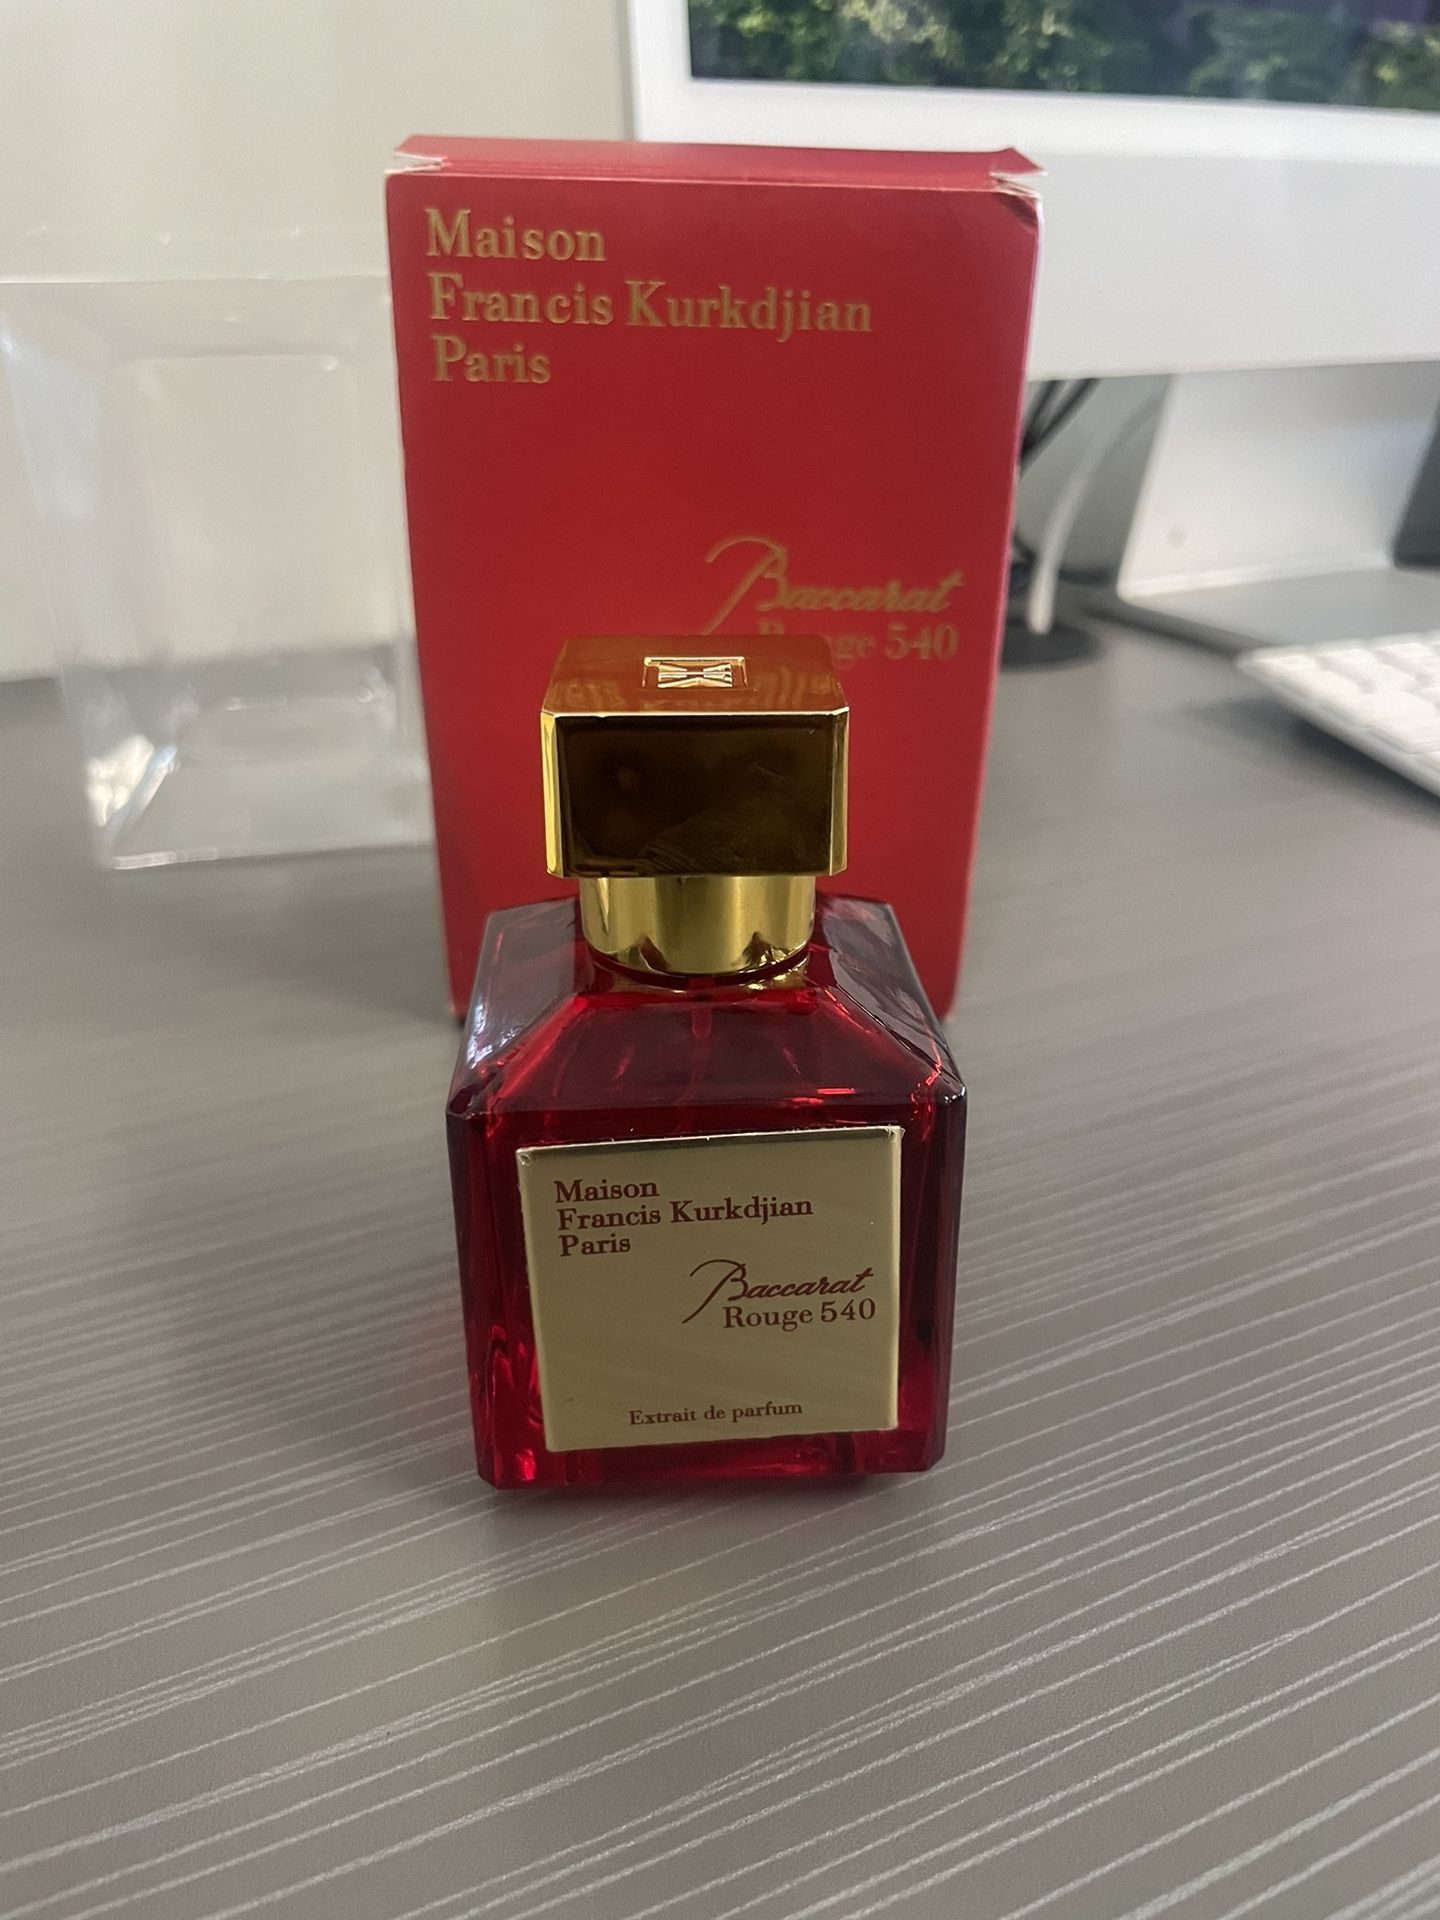 Maison
Francis Kurkdjian
Paris
Baccarat
Rouge 540
Maison
Francis Kurkdjian
Paris
Baccarat
Rouge 540
Extrait de parfum